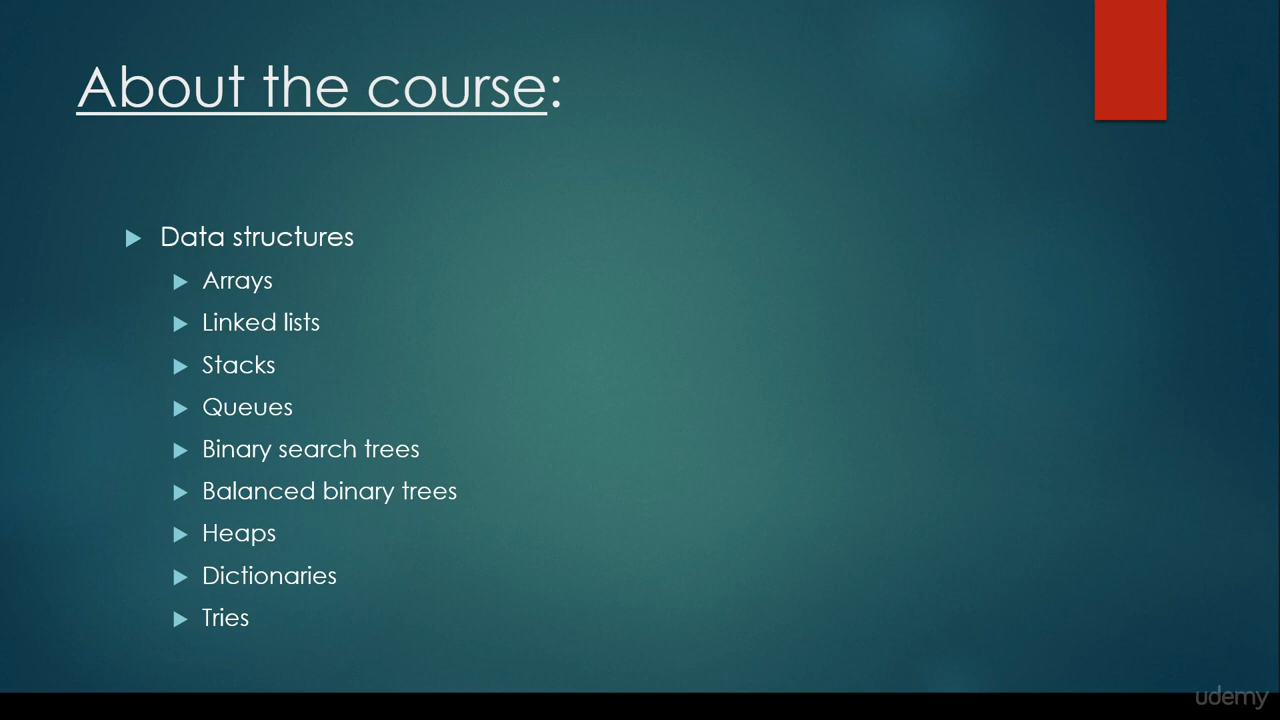 About the course:
Data structures
Arrays
Linked lists
Stacks
Queues
Binary search trees
Balanced binary trees
Heaps
Dictionaries
Tries
udemy